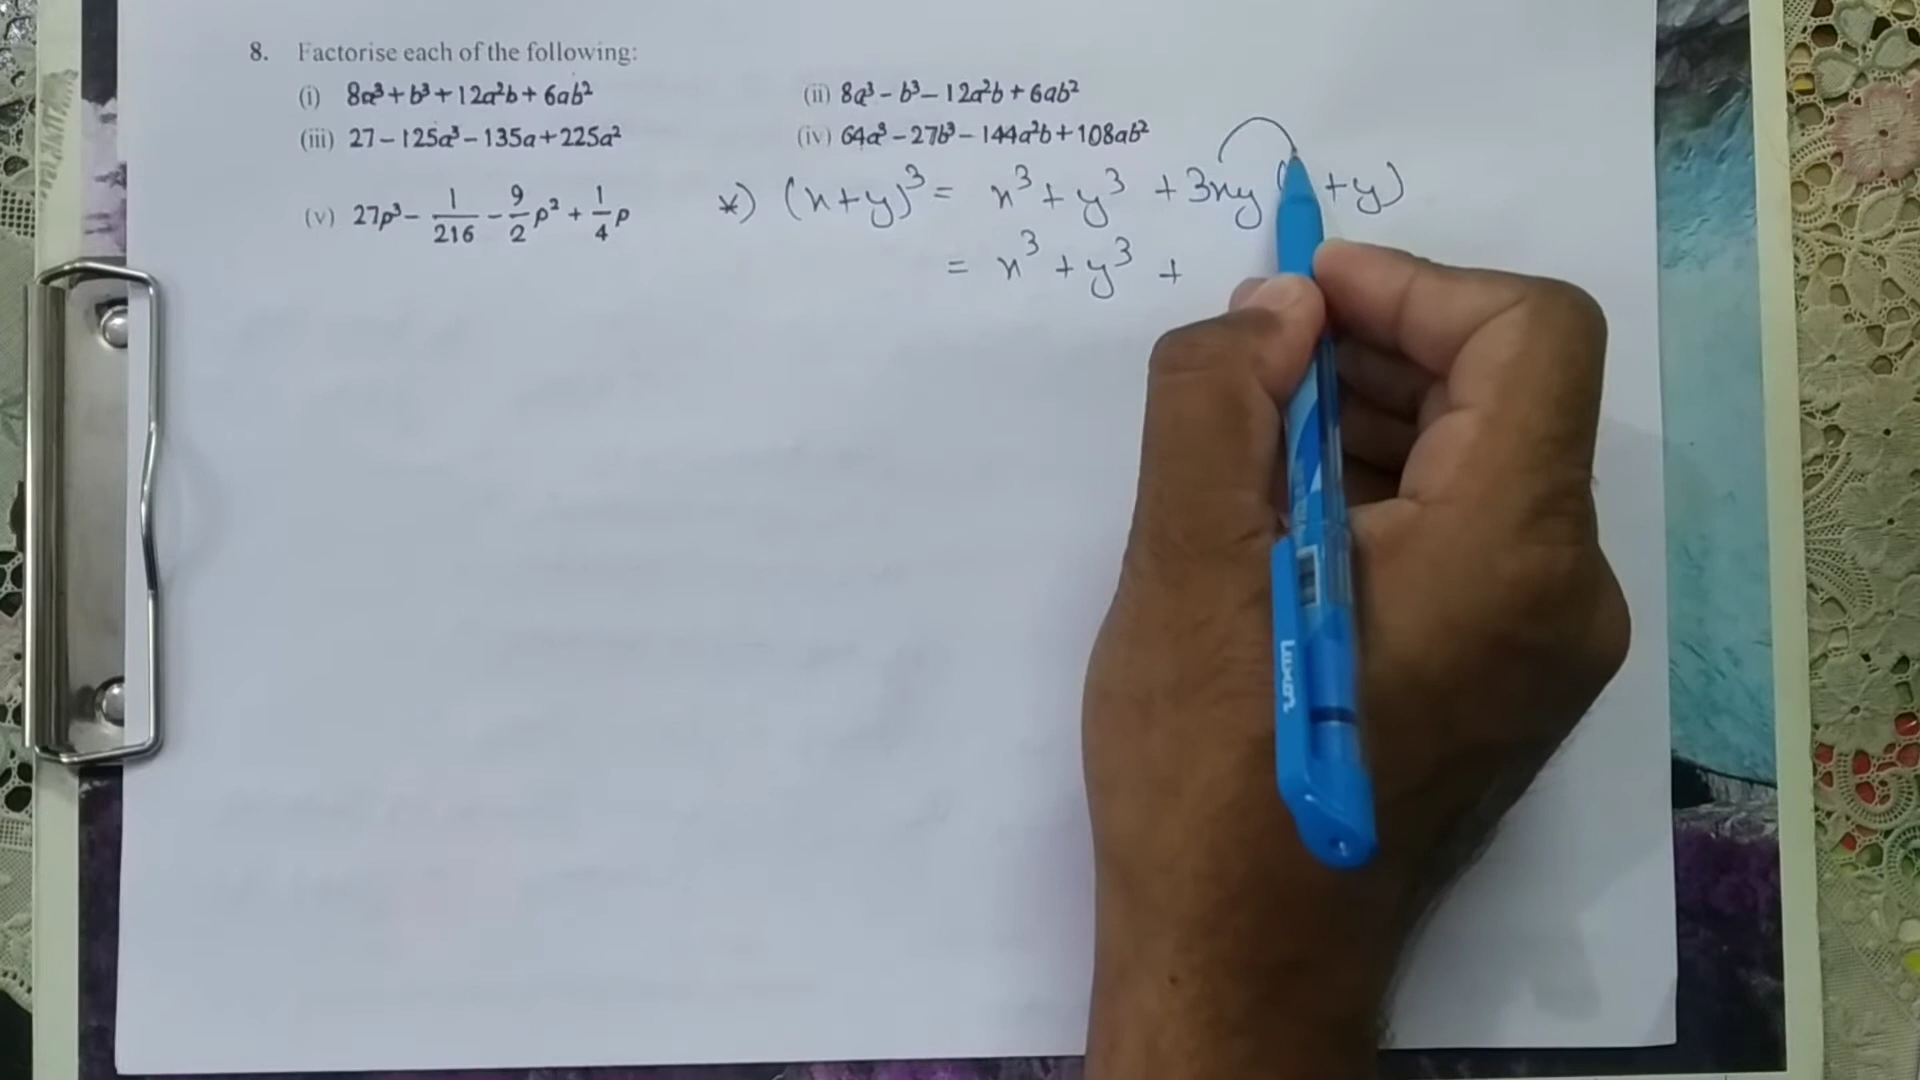 8. Factorise each of the following:
(i) 8a³ + b³ + 12a²b + 6ab² (ii) 8a³ – b³ – 12a²b + 6ab²
(iii) 27 – 125a³ – 135a + 225a² (iv) 64a³ – 27b³ – 144a²b + 108ab²
(v) 27p³ – 1/216 – 9/2 p² + 1/4 p
*) (x+y)³ = x³ + y³ + 3xy ( + y)
= x³ + y³ +
Luxor